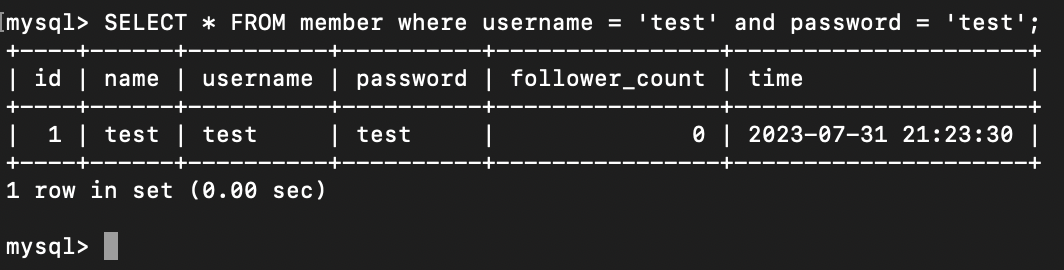 [mysql> SELECT * FROM member where username = 'test' and password = 'test';
+----+------+----------+----------+----------------+---------------------+
| id | name | username | password | follower_count | time                |
+----+------+----------+----------+----------------+---------------------+
|  1 | test | test     | test     |              0 | 2023-07-31 21:23:30 |
+----+------+----------+----------+----------------+---------------------+
1 row in set (0.00 sec)
mysql>